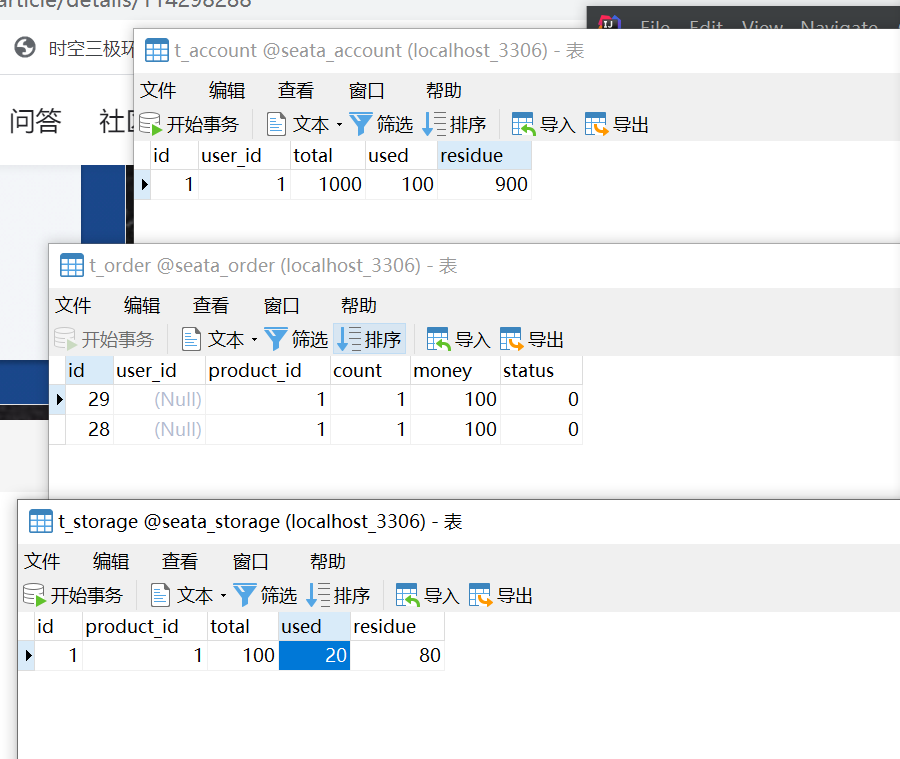 article/details/114298288
File Edit View Navigate
时空三极环
t_account @seata_account (localhost_3306) - 表
文件 编辑 查看 窗口 帮助
问答 社区
开始事务 文本 筛选 排序 导入 导出
id user_id total used residue
1 1 1000 100 900
t_order @seata_order (localhost_3306) - 表
文件 编辑 查看 窗口 帮助
开始事务 文本 筛选 排序 导入 导出
id user_id product_id count money status
29 (Null) 1 1 100 0
28 (Null) 1 1 100 0
t_storage @seata_storage (localhost_3306) - 表
文件 编辑 查看 窗口 帮助
开始事务 文本 筛选 排序 导入 导出
id product_id total used residue
1 1 100 20 80